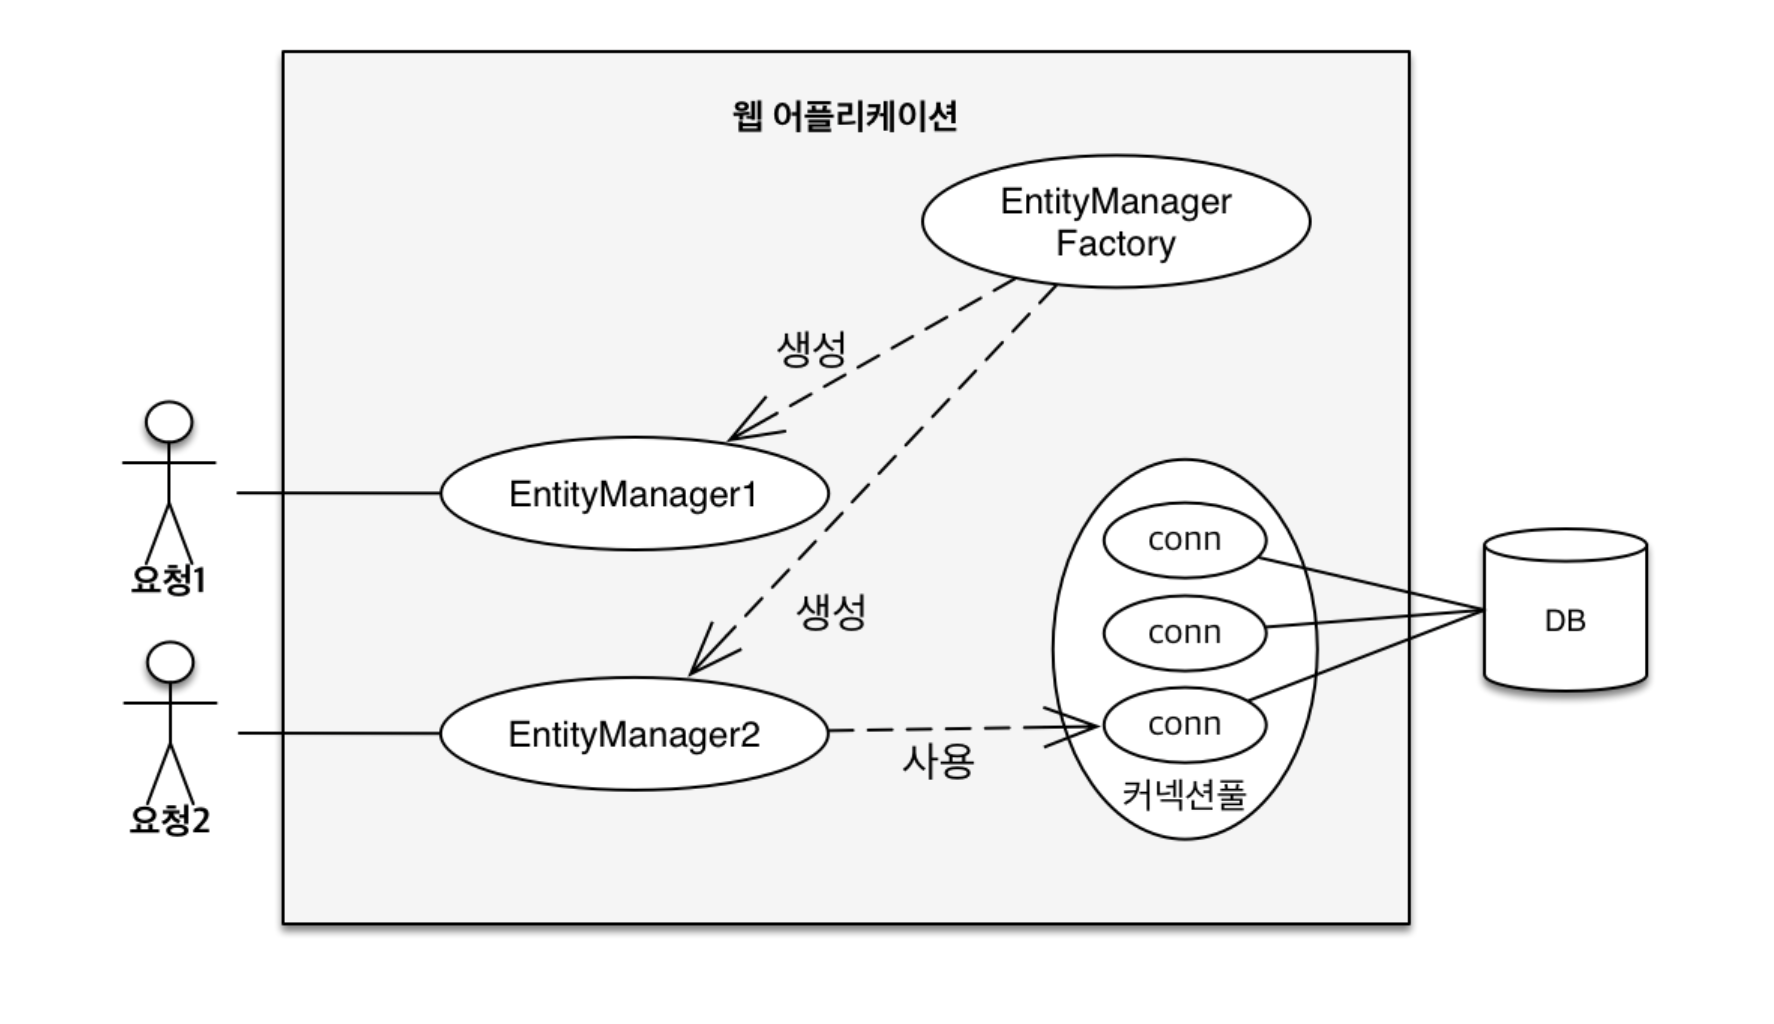 웹 어플리케이션
EntityManager
Factory
생성
요청1
EntityManager1
생성
요청2
EntityManager2
사용
conn
conn
conn
커넥션풀
DB